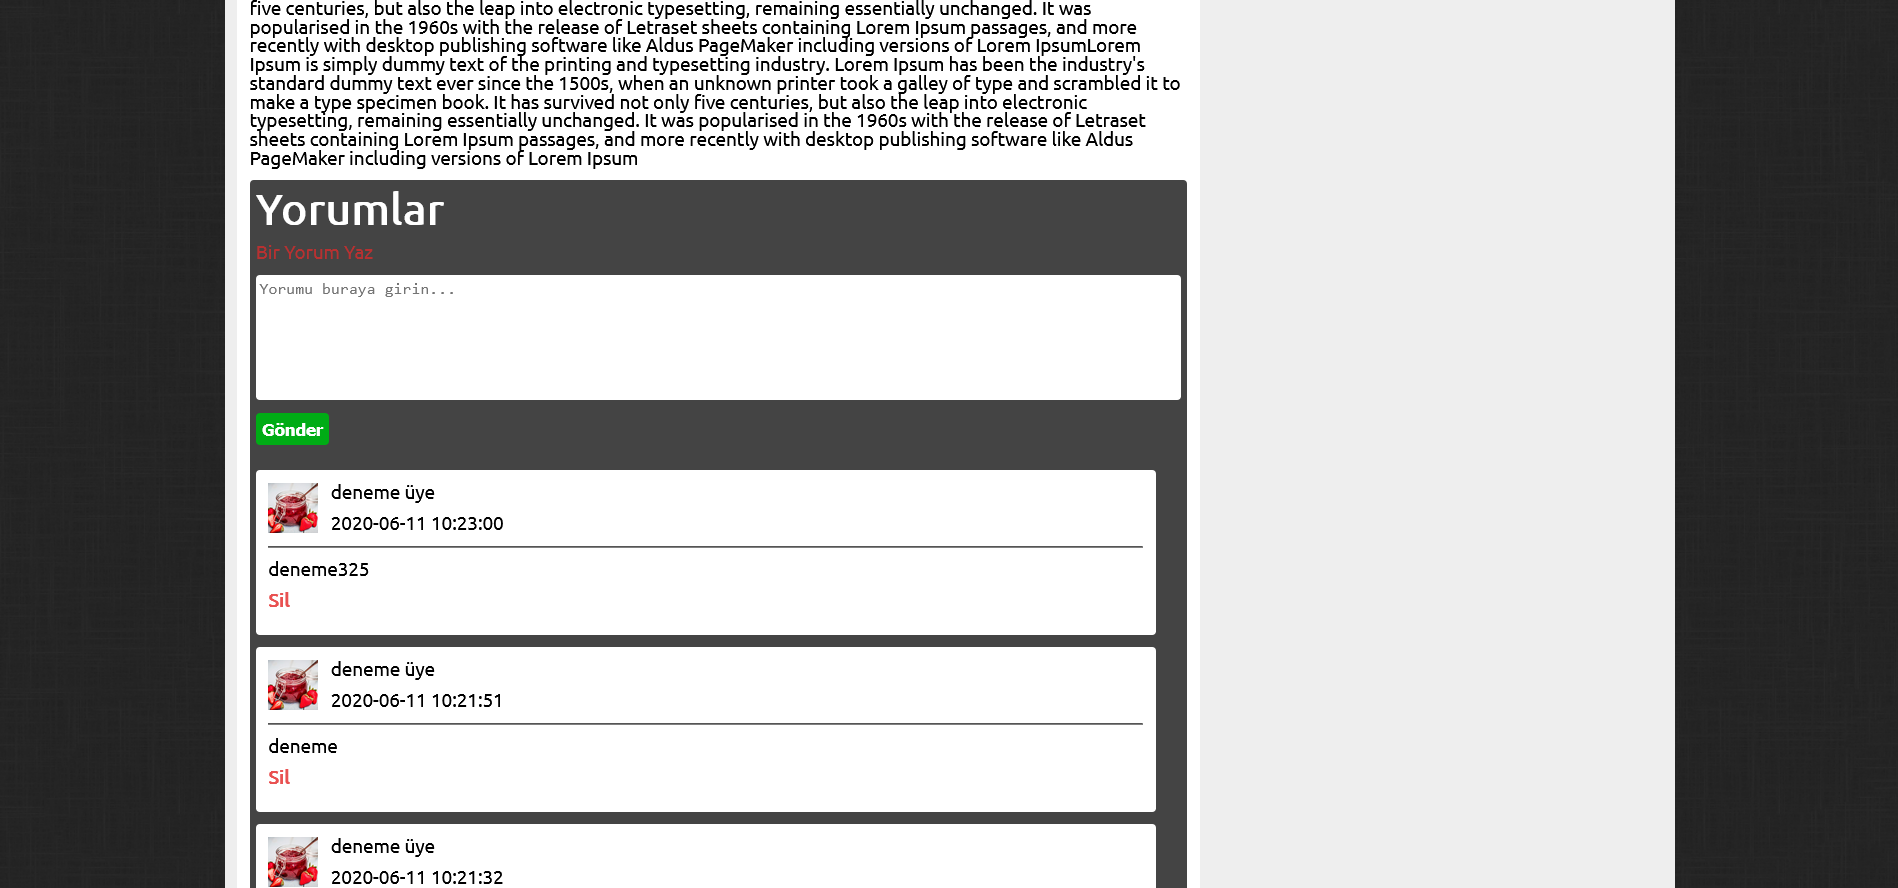 five centuries, but also the leap into electronic typesetting, remaining essentially unchanged. It was
popularised in the 1960s with the release of Letraset sheets containing Lorem Ipsum passages, and more
recently with desktop publishing software like Aldus PageMaker including versions of Lorem IpsumLorem
Ipsum is simply dummy text of the printing and typesetting industry. Lorem Ipsum has been the industry's
standard dummy text ever since the 1500s, when an unknown printer took a galley of type and scrambled it to
make a type specimen book. It has survived not only five centuries, but also the leap into electronic
typesetting, remaining essentially unchanged. It was popularised in the 1960s with the release of Letraset
sheets containing Lorem Ipsum passages, and more recently with desktop publishing software like Aldus
PageMaker including versions of Lorem Ipsum
Yorumlar
Bir Yorum Yaz
Yorumu buraya girin...
Gönder
deneme üye
2020-06-11 10:23:00
deneme325
Sil
deneme üye
2020-06-11 10:21:51
deneme
Sil
deneme üye
2020-06-11 10:21:32